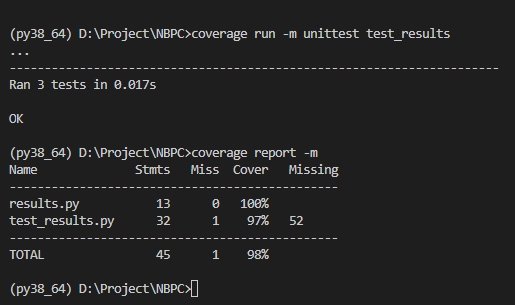 (py38_64) D:\Project\NBPC>coverage run -m unittest test_results
...
----------------------------------------------------------------------
Ran 3 tests in 0.017s
OK
(py38_64) D:\Project\NBPC>coverage report -m
Name              Stmts   Miss  Cover   Missing
-----------------------------------------------
results.py           13      0   100%
test_results.py      32      1    97%   52
-----------------------------------------------
TOTAL                45      1    98%
(py38_64) D:\Project\NBPC>